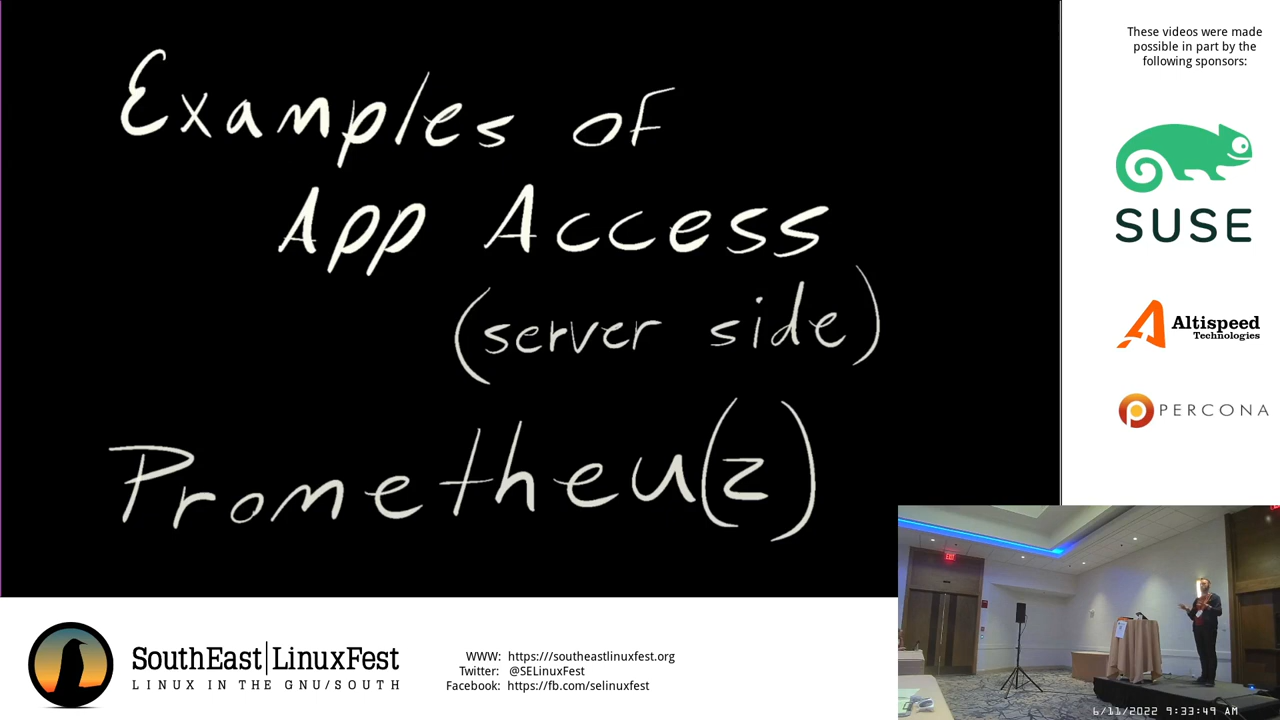 Examples of
App Access
(server side)
Prometheu(z)
These videos were made
possible in part by the
following sponsors:
SUSE
Altispeed
Technologies
PERCONA
SouthEast|LinuxFest
LINUX IN THE GNU/SOUTH
WWW: https:///southeastlinuxfest.org
Twitter: @SELinuxFest
Facebook: https://fb.com/selinuxfest
EXIT
6/11/2022 9:33:49 AM